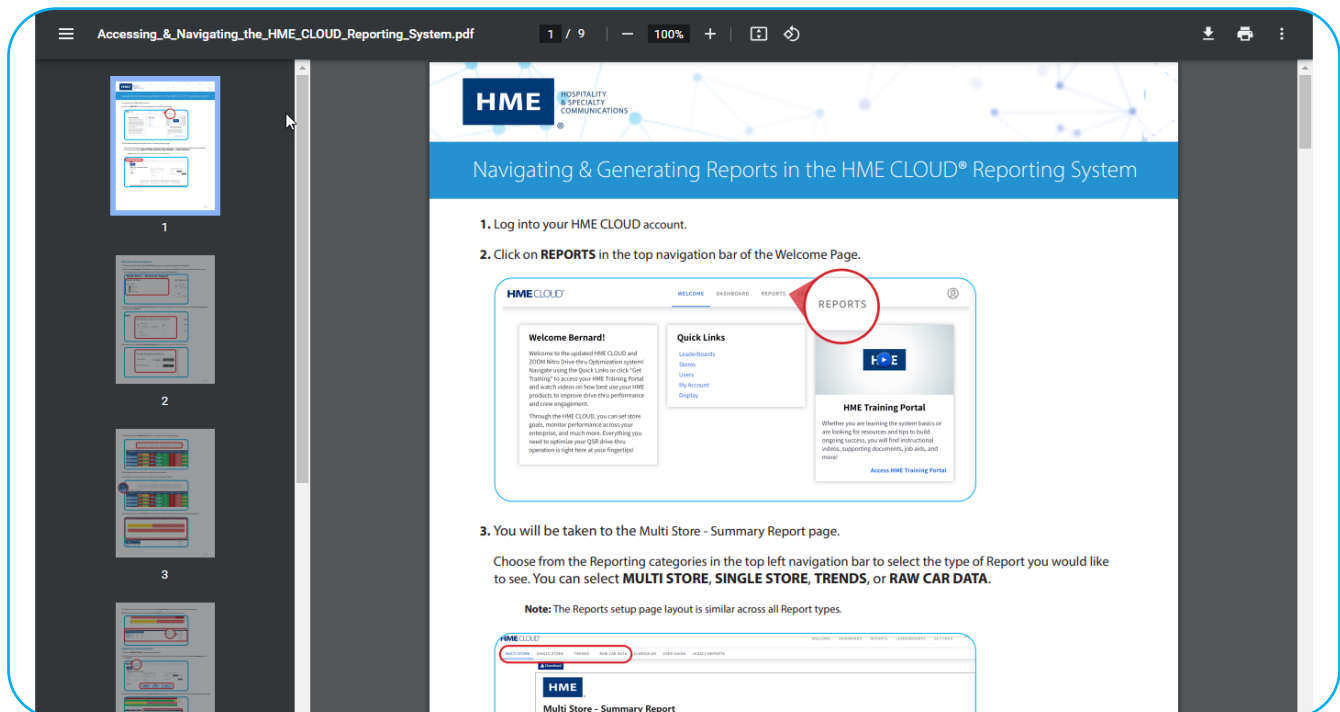 Accessing_&_Navigating_the_HME_CLOUD_Reporting_System.pdf
1 / 9
100%
1
2
3
HME
HOSPITALITY
& SPECIALTY
COMMUNICATIONS
®
Navigating & Generating Reports in the HME CLOUD® Reporting System
1. Log into your HME CLOUD account.
2. Click on REPORTS in the top navigation bar of the Welcome Page.
HMECLOUD®
WELCOME DASHBOARD REPORTS
REPORTS
Welcome Bernard!
Welcome to the updated HME CLOUD and
ZOOM Nitro Drive-thru Optimization system!
Navigate using the Quick Links or click "Get
Training" to access your HME Training Portal
and watch videos on how best use your HME
products to improve drive-thru performance
and crew engagement.
Through the HME CLOUD, you can set store
goals, monitor performance across your
enterprise, and much more. Everything you
need to optimize your QSR drive-thru
operation is right here at your fingertips!
Quick Links
Leaderboards
Stores
Users
My Account
Display
HME
HME Training Portal
Whether you are learning the system basics or
are looking for resources and tips to build
ongoing success, you will find instructional
videos, supporting documents, job aids, and
more!
Access HME Training Portal
3. You will be taken to the Multi Store - Summary Report page.
Choose from the Reporting categories in the top left navigation bar to select the type of Report you would like
to see. You can select MULTI STORE, SINGLE STORE, TRENDS, or RAW CAR DATA.
Note: The Reports setup page layout is similar across all Report types.
HMECLOUD®
WELCOME DASHBOARD REPORTS LEADERBOARDS SETTINGS
MULTI STORE SINGLE STORE TRENDS RAW CAR DATA SCHEDULER USER GUIDE LEGACY REPORTS
Download
HME
Multi Store - Summary Report